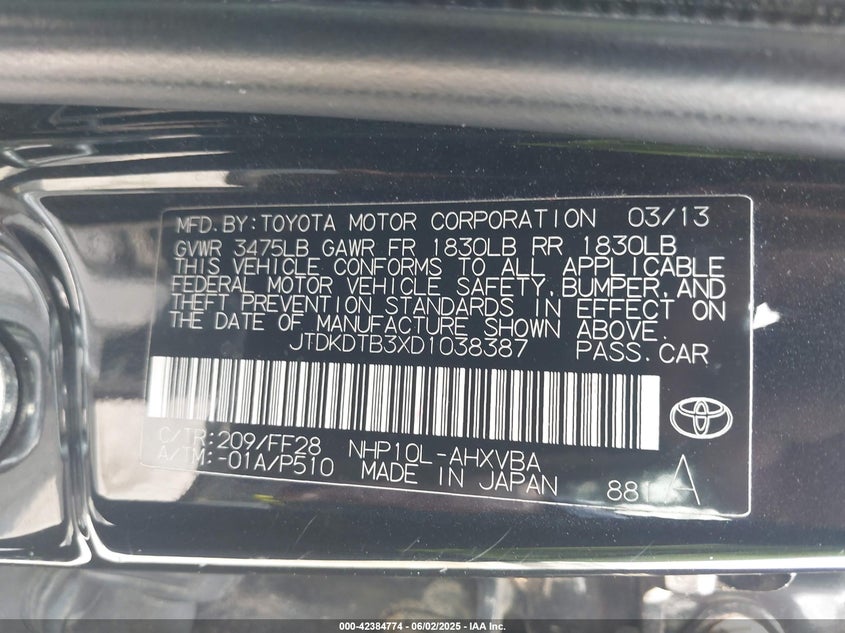 MFD.BY:TOYOTA MOTOR CORPORATION 03/13
GVWR 3475LB GAWR FR 1830LB RR 1830LB
THIS VEHICLE CONFORMS TO ALL APPLICABLE
FEDERAL MOTOR VEHICLE SAFETY,BUMPER,AND
THEFT PREVENTION STANDARDS IN EFFECT ON
THE DATE OF MANUFACTURE SHOWN ABOVE.
JTDKDTB3XD1038387 PASS.CAR
C/TR:209/FF28 NHP10L-AHXVBA
A/TM:-01A/P510 MADE IN JAPAN 881 A
000-42384774 - 06/02/2025 - IAA Inc.